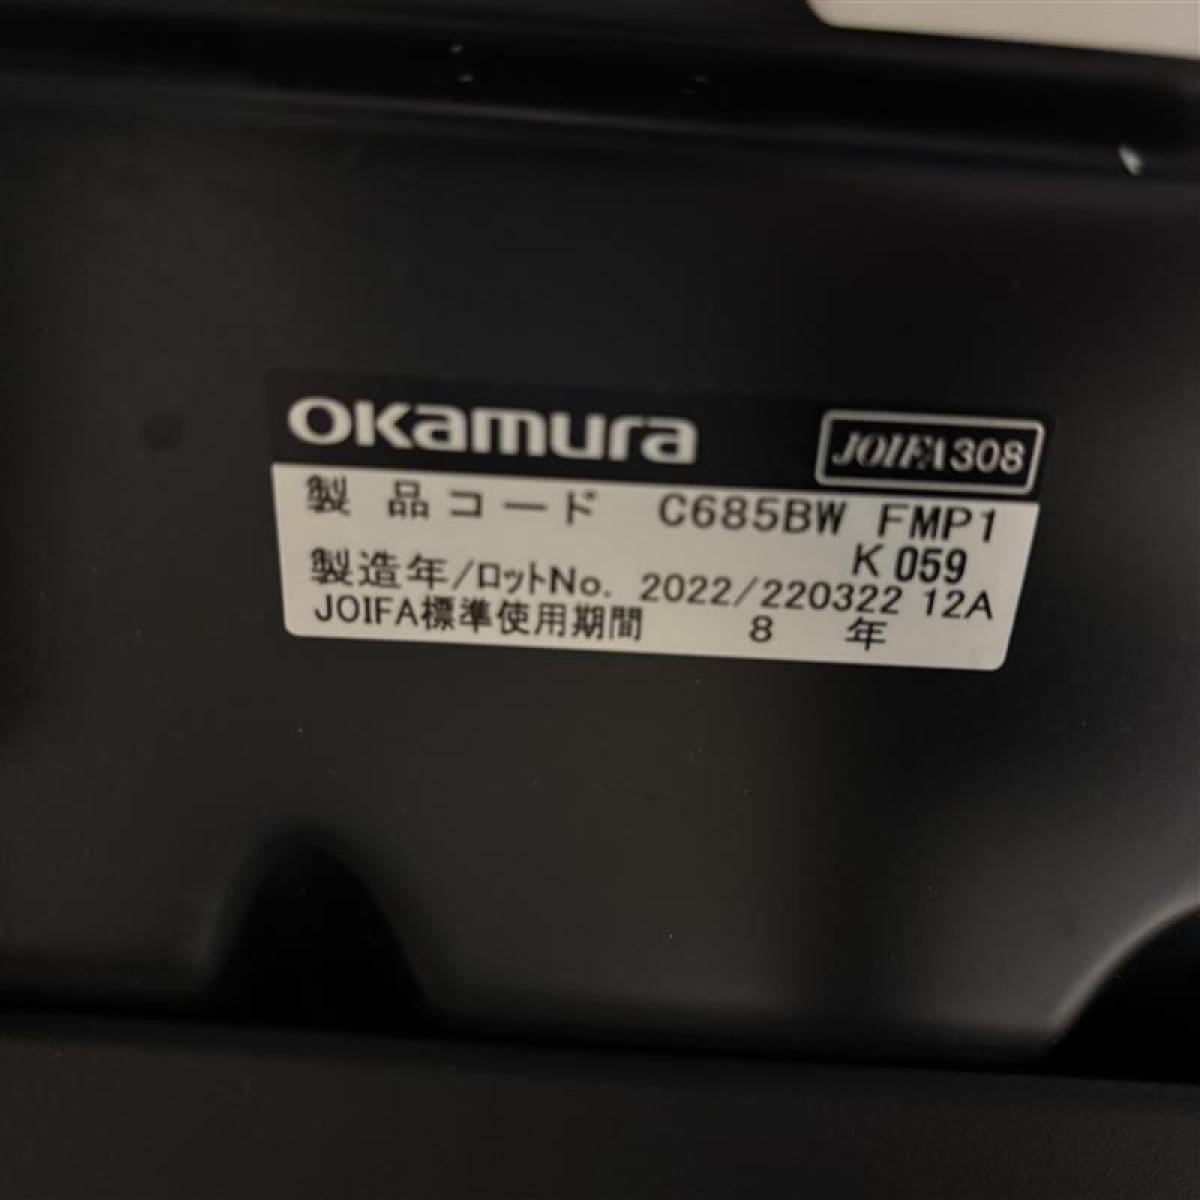 okamura JOIFA308
製品コード C685BW FMP1
K 059
製造年/ロットNo. 2022/220322 12A
JOIFA標準使用期間 8 年